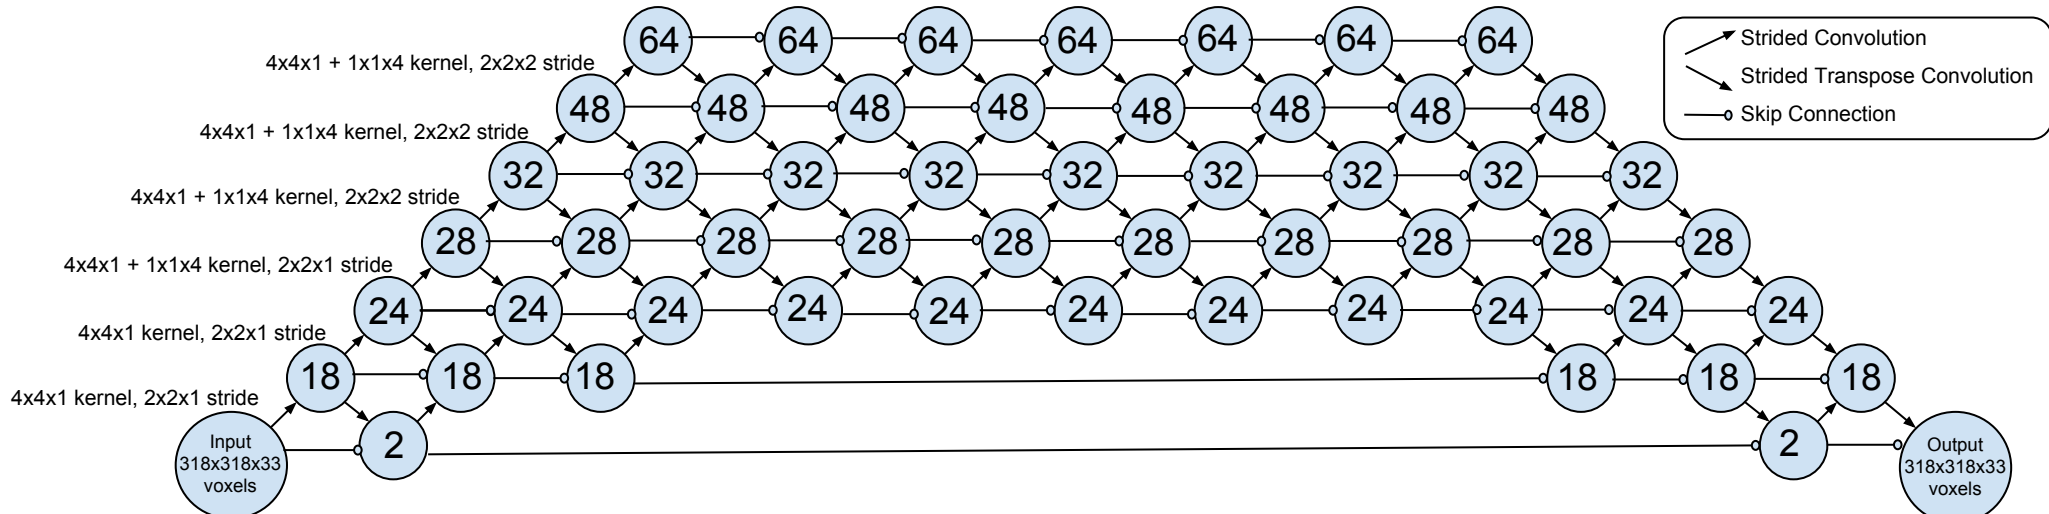 64 64 64 64 64 64 64
Strided Convolution
4x4x1 + 1x1x4 kernel, 2x2x2 stride
Strided Transpose Convolution
48 48 48 48 48 48 48 48
Skip Connection
4x4x1 + 1x1x4 kernel, 2x2x2 stride
32 32 32 32 32 32 32 32 32
4x4x1 + 1x1x4 kernel, 2x2x2 stride
28 28 28 28 28 28 28 28 28 28
4x4x1 + 1x1x4 kernel, 2x2x1 stride
24 24 24 24 24 24 24 24 24 24 24
4x4x1 kernel, 2x2x1 stride
18 18 18 18 18 18
4x4x1 kernel, 2x2x1 stride
Input
318x318x33
voxels
2 2
Output
318x318x33
voxels